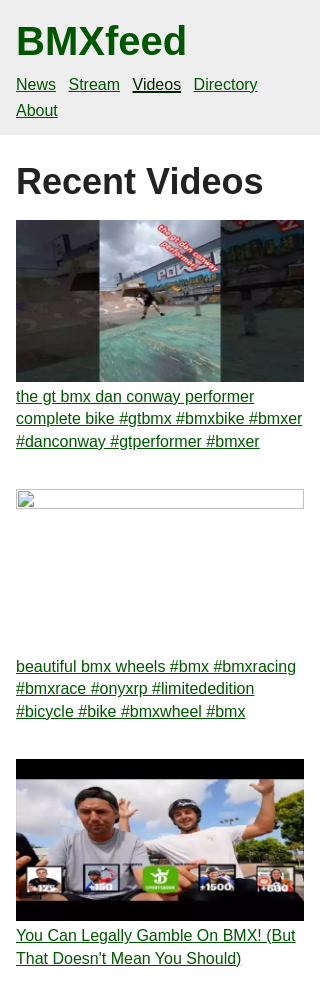 BMXfeed
News Stream Videos Directory
About
Recent Videos
the gt bmx dan conway
performer
the gt bmx dan conway performer
complete bike #gtbmx #bmxbike #bmxer
#danconway #gtperformer #bmxer
beautiful bmx wheels #bmx #bmxracing
#bmxrace #onyxrp #limitededition
#bicycle #bike #bmxwheel #bmx
+125 +150 SPORTSBOOK +1500 +600
You Can Legally Gamble On BMX! (But
That Doesn't Mean You Should)